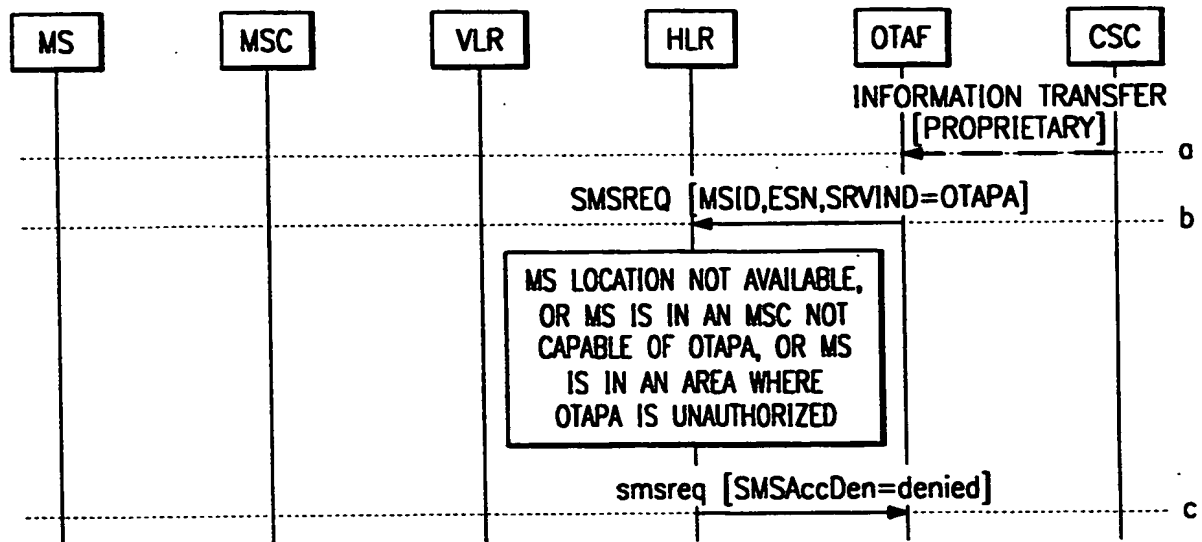 MS MSC VLR HLR OTAF CSC
INFORMATION TRANSFER
[PROPRIETARY]
a
SMSREQ [MSID,ESN,SRVIND=OTAPA]
b
MS LOCATION NOT AVAILABLE,
OR MS IS IN AN MSC NOT
CAPABLE OF OTAPA, OR MS
IS IN AN AREA WHERE
OTAPA IS UNAUTHORIZED
smsreq [SMSAccDen=denied]
c